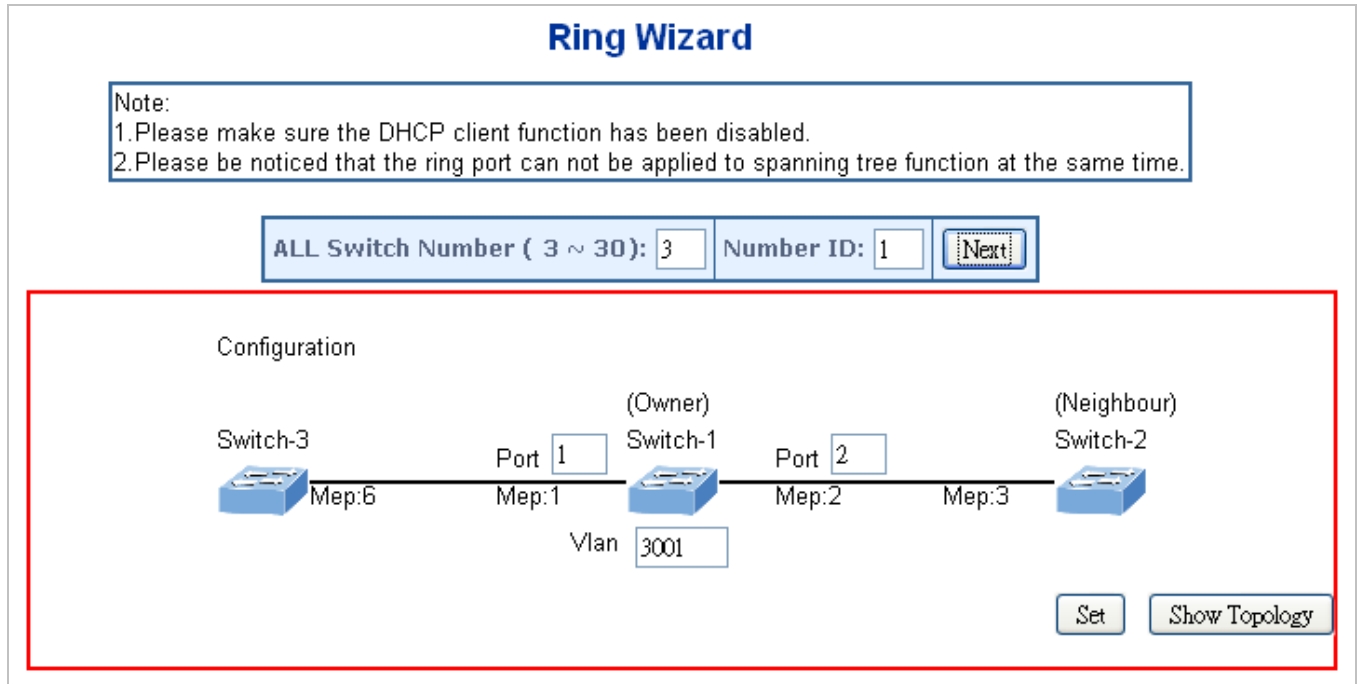 Ring Wizard
Note:
1.Please make sure the DHCP client function has been disabled.
2.Please be noticed that the ring port can not be applied to spanning tree function at the same time.
ALL Switch Number ( 3 ~ 30): 3 Number ID: 1 Next
Configuration
(Owner) (Neighbour)
Switch-3 Port 1 Switch-1 Port 2 Switch-2
Mep:6 Mep:1 Mep:2 Mep:3
Vlan 3001
Set Show Topology